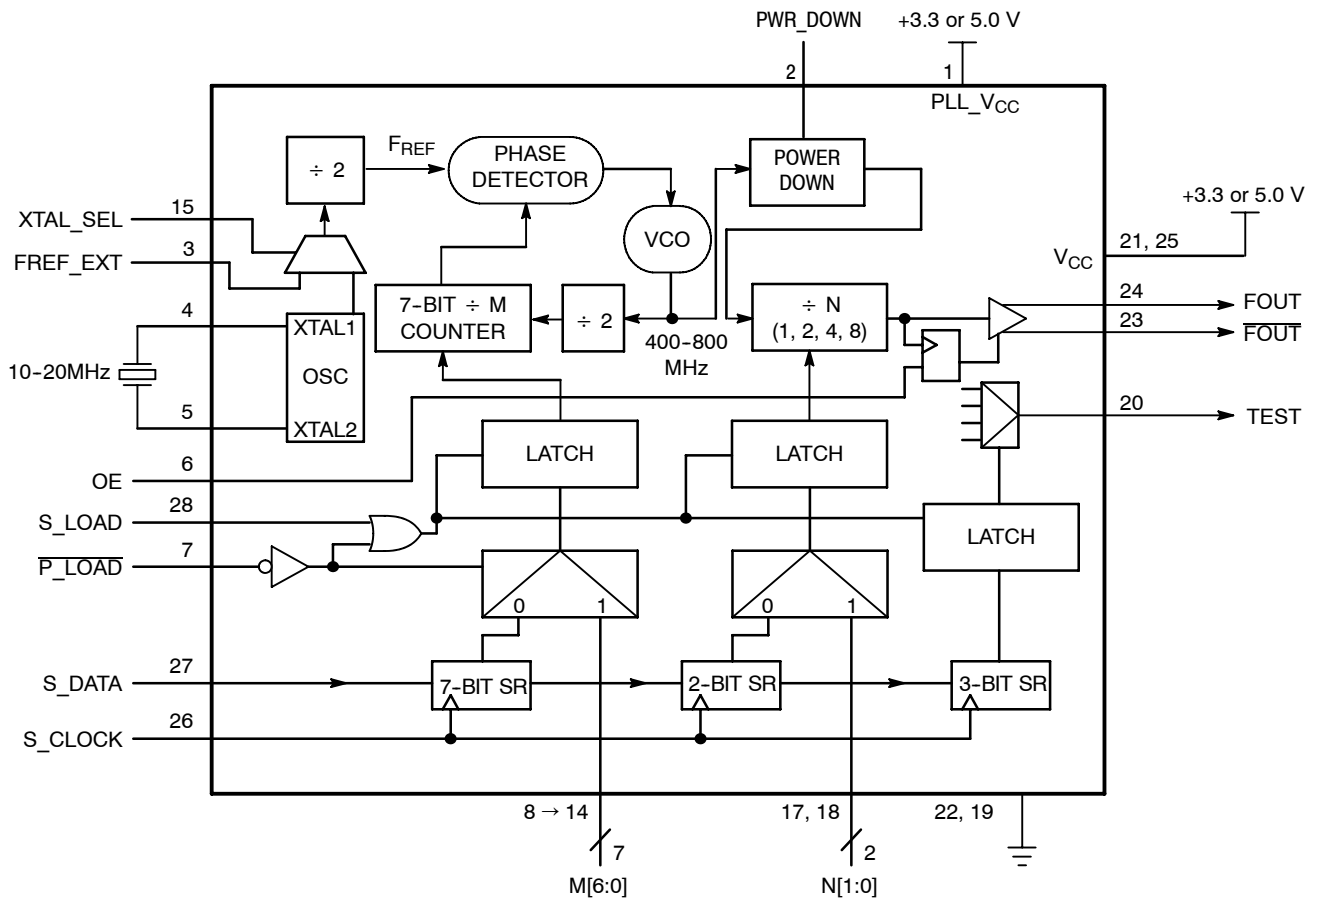 PWR_DOWN
+3.3 or 5.0 V
2
1
PLL_VCC
÷ 2
FREF
PHASE
DETECTOR
POWER
DOWN
+3.3 or 5.0 V
XTAL_SEL
15
VCO
21, 25
VCC
FREF_EXT
3
24
FOUT
4
XTAL1
7-BIT ÷ M
COUNTER
÷ 2
400-800
MHz
÷ N
(1, 2, 4, 8)
23
FOUT
10-20MHz
OSC
5
XTAL2
20
TEST
OE
6
LATCH
LATCH
S_LOAD
28
LATCH
P_LOAD
7
0
1
0
1
S_DATA
27
7-BIT SR
2-BIT SR
3-BIT SR
S_CLOCK
26
8 → 14
17, 18
22, 19
7
2
M[6:0]
N[1:0]